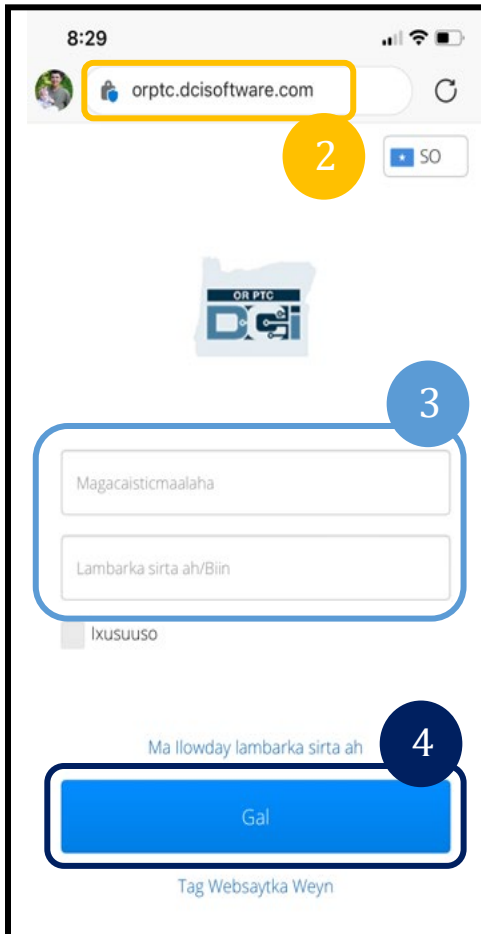 8:29
orptc.dcisoftware.com
2
SO
OR PTC
DCi
3
Magacaisticmaalaha
Lambarka sirta ah/Biin
Ixusuuso
Ma Ilowday lambarka sirta ah
4
Gal
Tag Websaytka Weyn